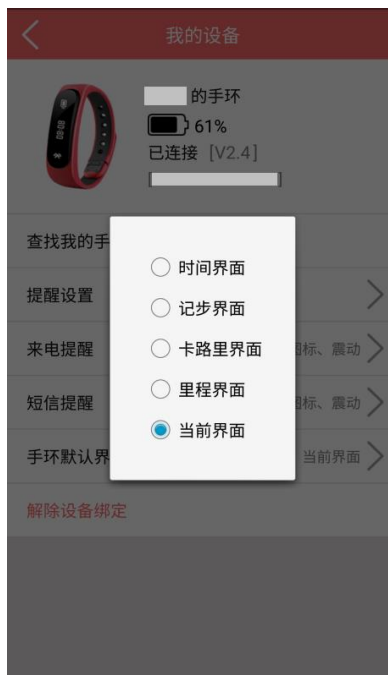 我的设备
的手环
61%
已连接 [V2.4]
[ ]
08:08
查找我的手
提醒设置
来电提醒
图标、震动
短信提醒
图标、震动
手环默认界
当前界面
解除设备绑定
时间界面
记步界面
卡路里界面
里程界面
当前界面